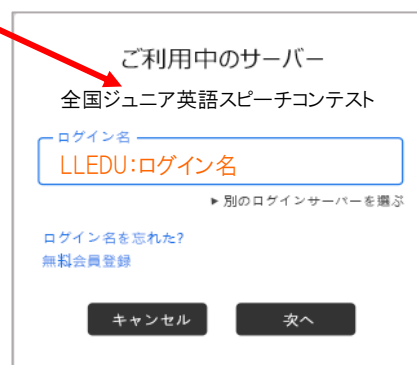 ご利用中のサーバー
全国ジュニア英語スピーチコンテスト
ログイン名
LLEDU:ログイン名
▶ 別のログインサーバーを選ぶ
ログイン名を忘れた?
無料会員登録
キャンセル
次へ